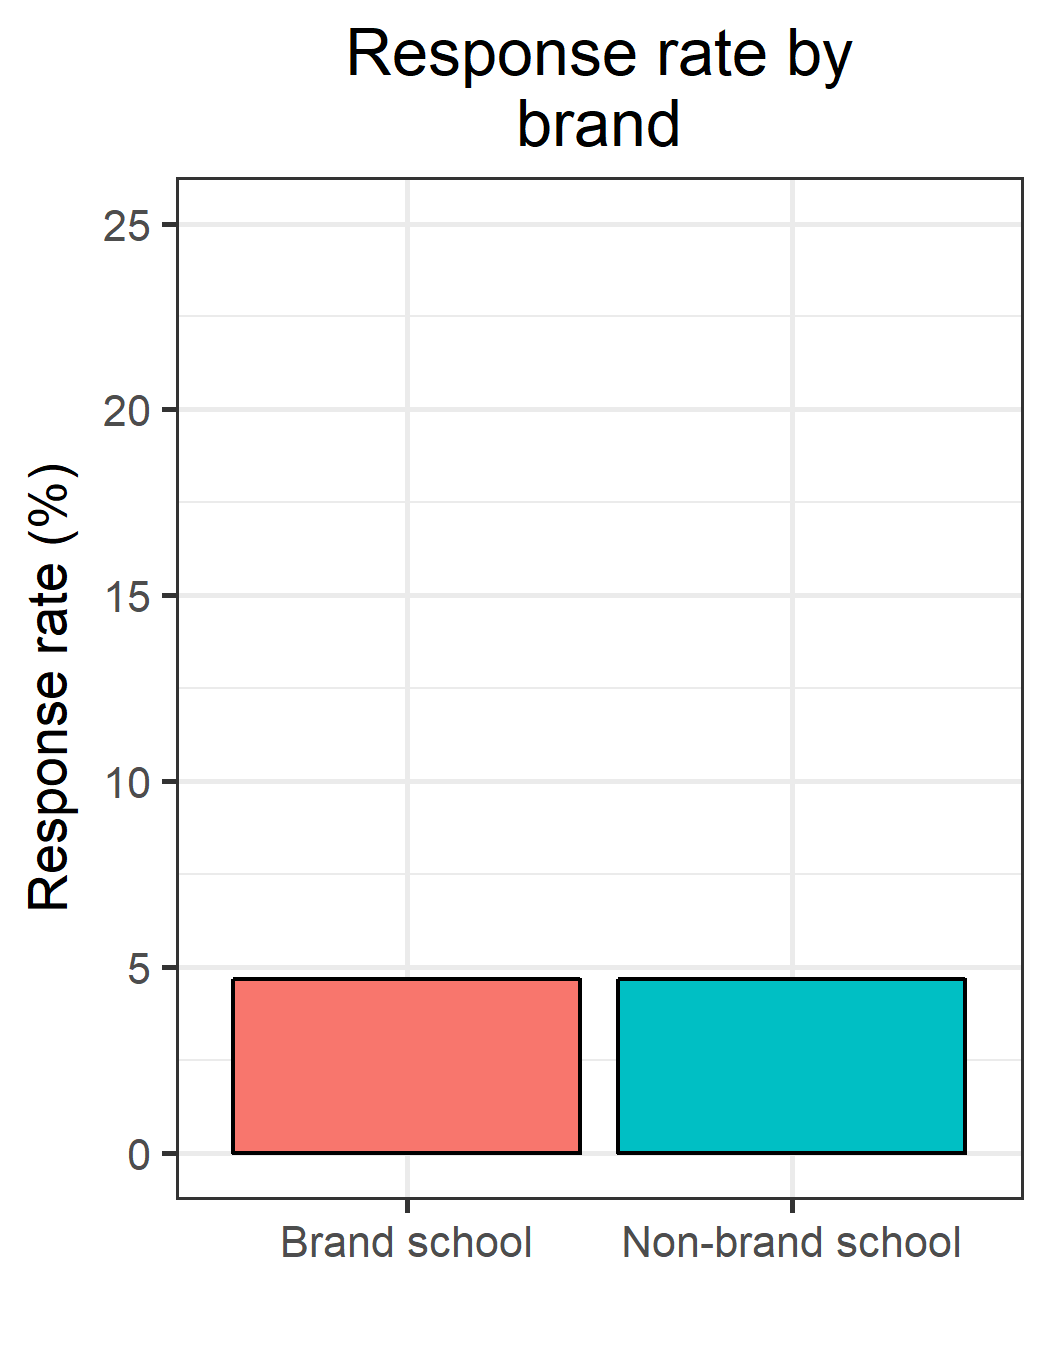 Response rate by
brand
Response rate (%)
25
20
15
10
5
0
Brand school
Non-brand school